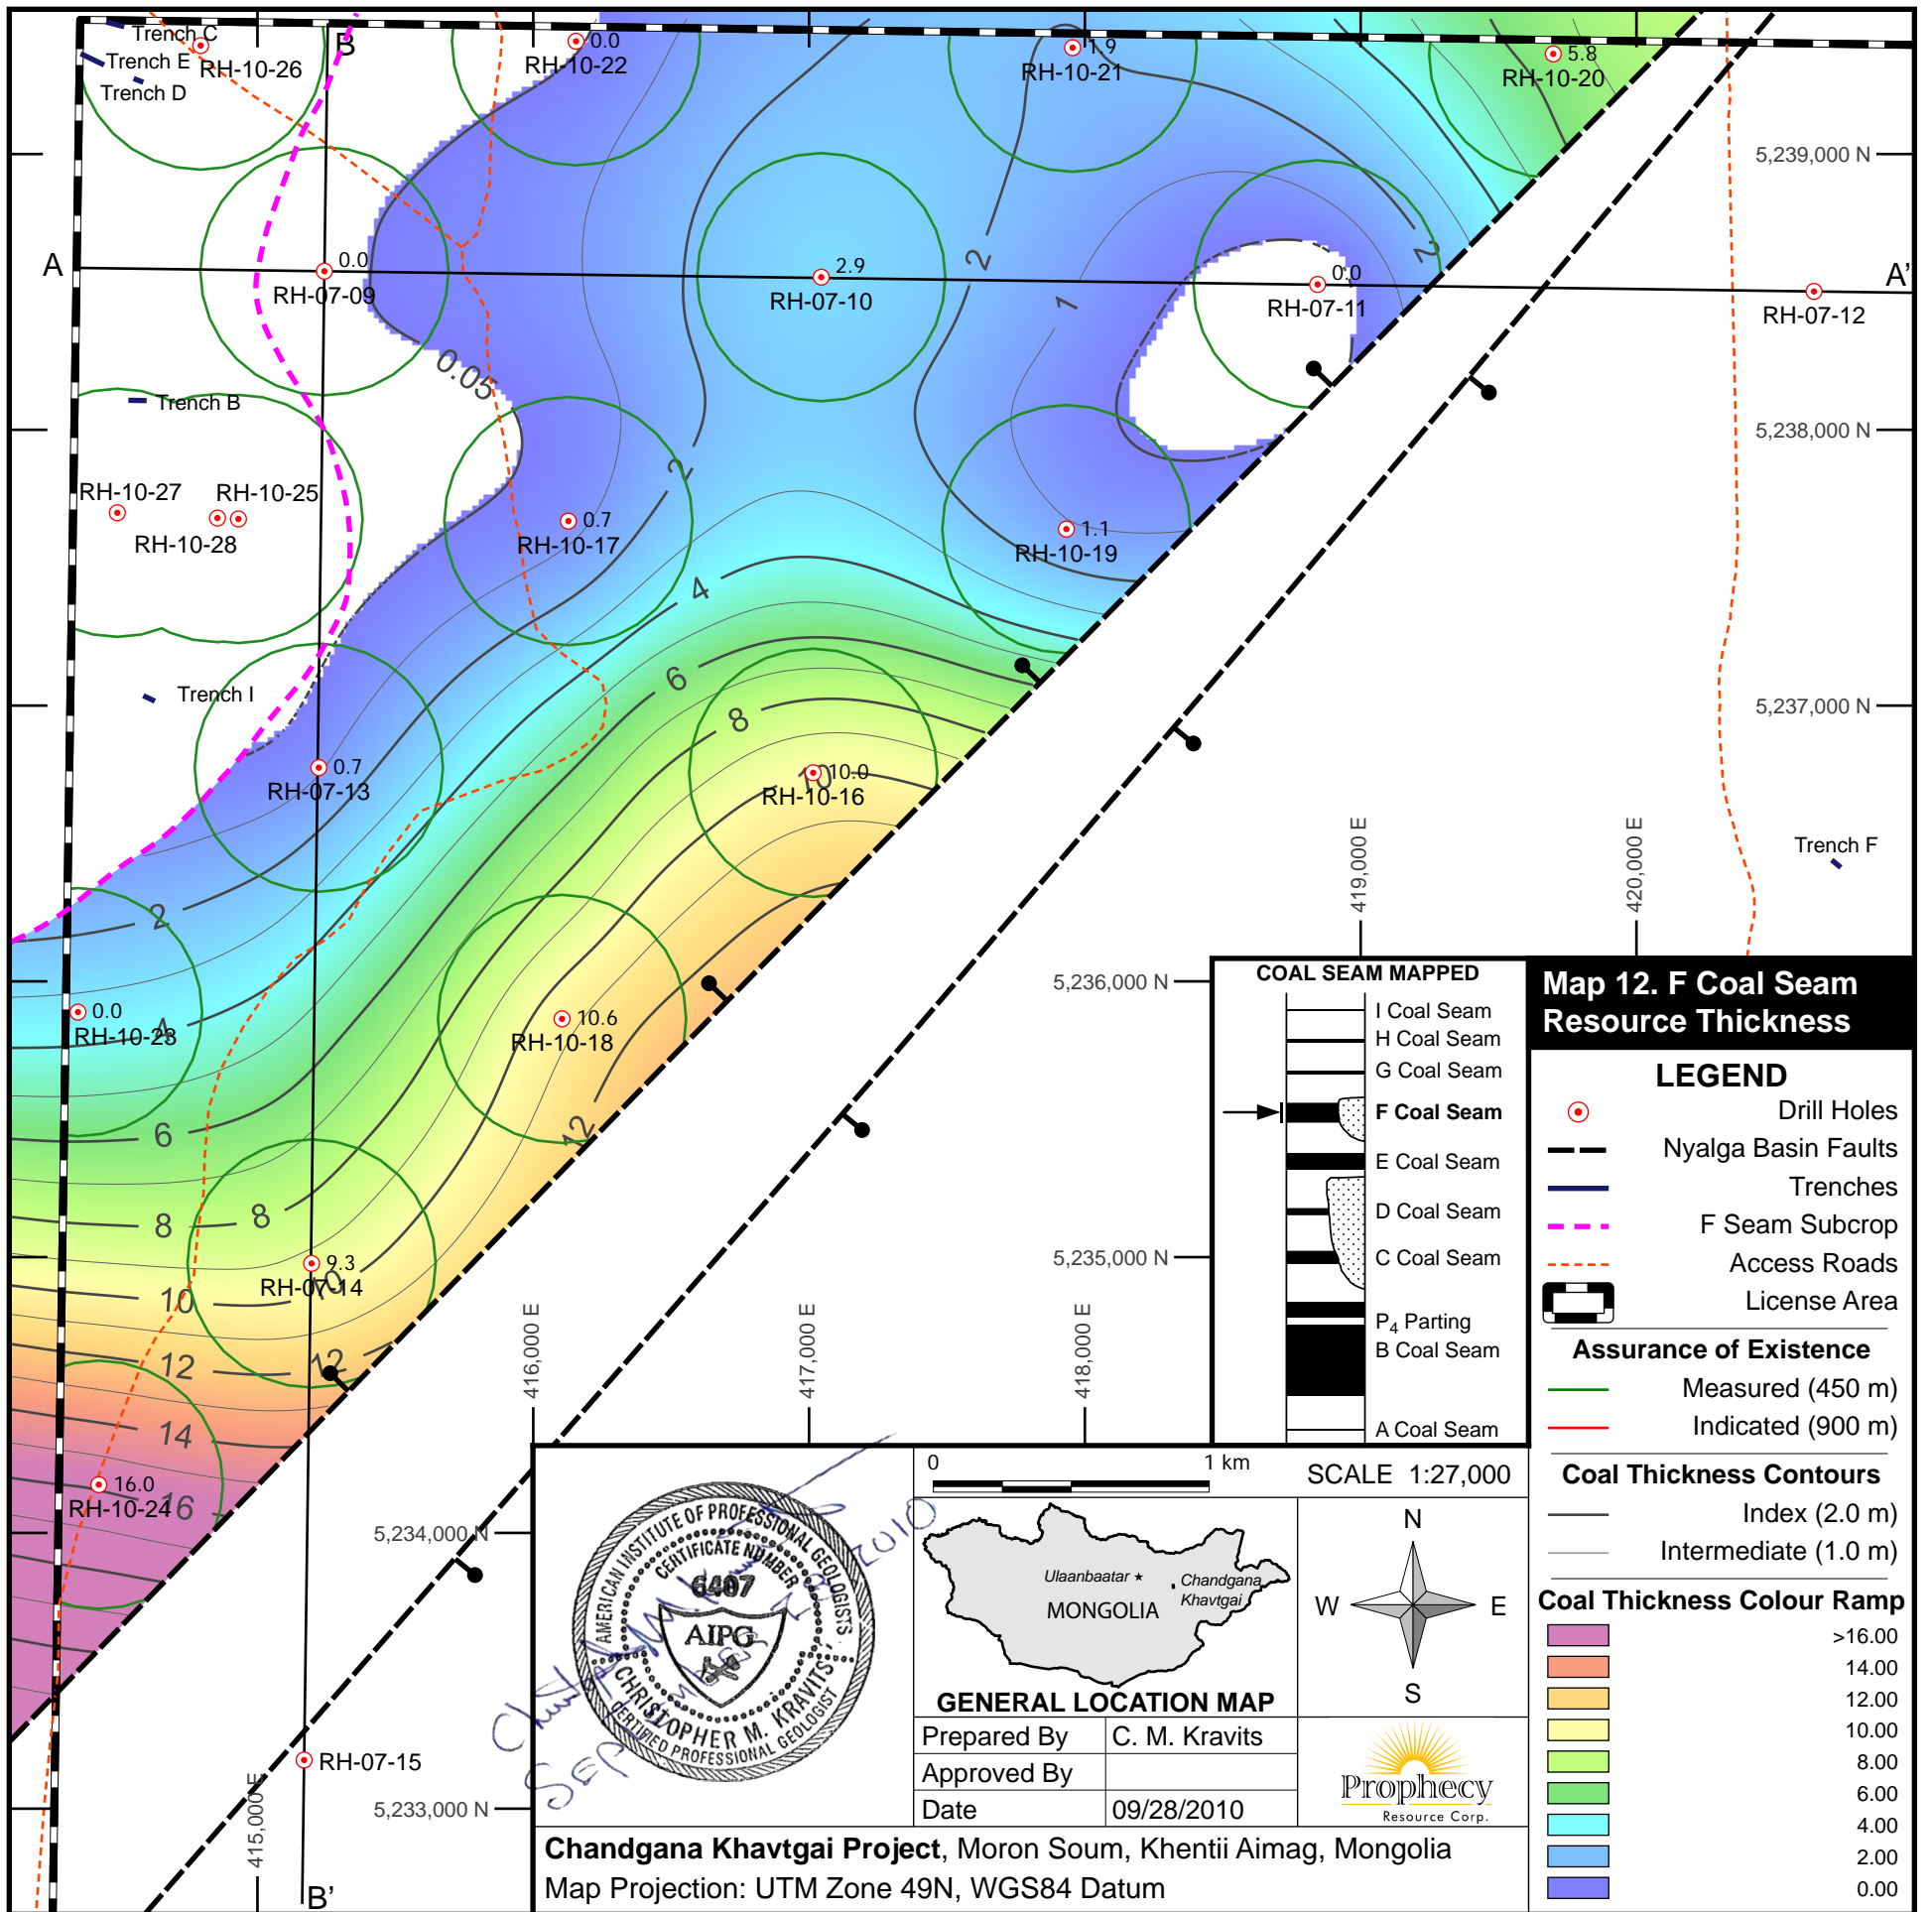 Trench C
B
0.0
1.9
5.8
Trench E
RH-10-26
RH-10-22
RH-10-21
RH-10-20
Trench D
5,239,000 N
A
0.0
2.9
2
2
0.0
A'
RH-07-09
RH-07-10
1
RH-07-11
RH-07-12
0.05
Trench B
5,238,000 N
RH-10-27
RH-10-25
2
0.7
1.1
RH-10-28
RH-10-17
RH-10-19
4
6
Trench I
8
5,237,000 N
0.7
10
10.0
RH-07-13
RH-10-16
419,000 E
420,000 E
Trench F
2
5,236,000 N
0.0
4
RH-10-23
10.6
RH-10-18
12
6
8
8
5,235,000 N
9.3
RH-07-14
10
10
12
12
416,000 E
417,000 E
418,000 E
14
16.0
RH-10-24
16
5,234,000 N
RH-07-15
415,000E
5,233,000 N
B'
COAL SEAM MAPPED
I Coal Seam
H Coal Seam
G Coal Seam
F Coal Seam
E Coal Seam
D Coal Seam
C Coal Seam
P4 Parting
B Coal Seam
A Coal Seam
Map 12. F Coal Seam
Resource Thickness
LEGEND
Drill Holes
Nyalga Basin Faults
Trenches
F Seam Subcrop
Access Roads
License Area
Assurance of Existence
Measured (450 m)
Indicated (900 m)
Coal Thickness Contours
Index (2.0 m)
Intermediate (1.0 m)
Coal Thickness Colour Ramp
>16.00
14.00
12.00
10.00
8.00
6.00
4.00
2.00
0.00
AMERICAN INSTITUTE OF PROFESSIONAL GEOLOGISTS
CERTIFICATE NUMBER
6407
AIPG
CHRISTOPHER M. KRAVITS
CERTIFIED PROFESSIONAL GEOLOGIST
2010
0 1 km
SCALE 1:27,000
Ulaanbaatar
Chandgana
Khavtgai
MONGOLIA
GENERAL LOCATION MAP
N
W
E
S
Prepared By C. M. Kravits
Approved By
Date 09/28/2010
Prophecy
Resource Corp.
Chandgana Khavtgai Project, Moron Soum, Khentii Aimag, Mongolia
Map Projection: UTM Zone 49N, WGS84 Datum